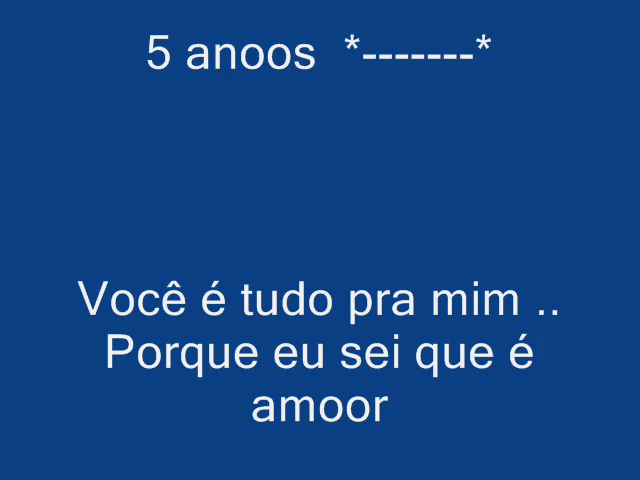 5 anoos  *-------*
Você é tudo pra mim ..
Porque eu sei que é
amoor